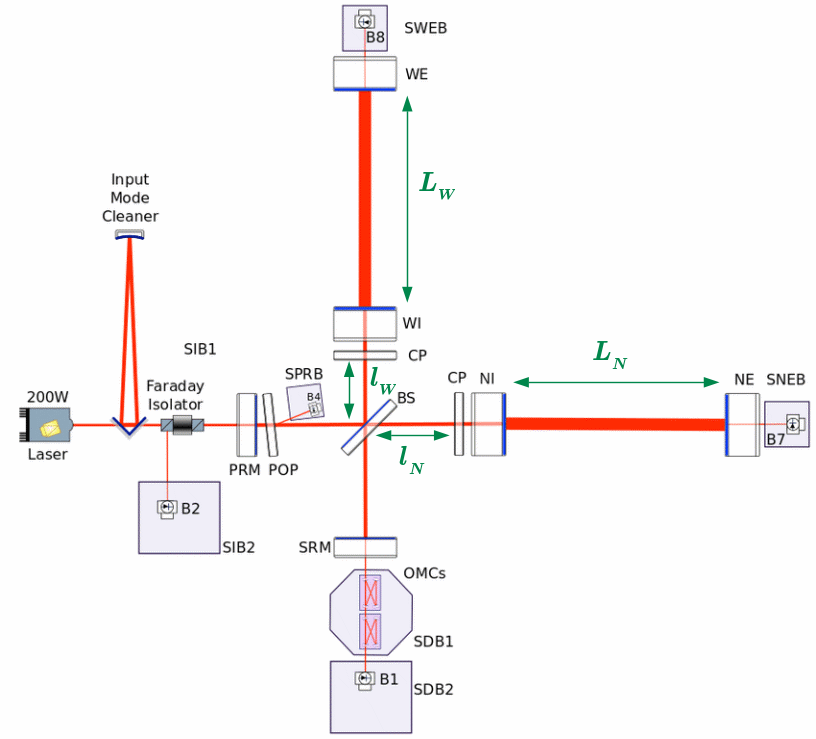 SWEB
B8
WE
L_W
Input
Mode
Cleaner
WI
SIB1
CP
L_N
SPRB
l_W
CP
NI
NE
SNEB
200W
Faraday
Isolator
B4
BS
Laser
PRM
POP
l_N
B7
B2
SIB2
SRM
OMCs
SDB1
B1
SDB2